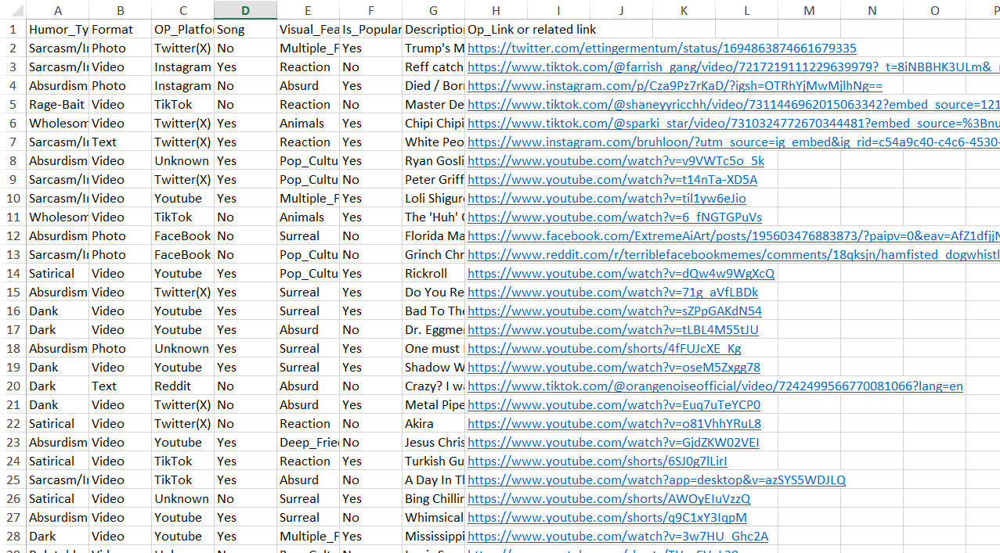 A B C D E F G H I J K L M N O P
1 Humor_Ty Format OP_Platfor Song Visual_Fea Is_Popular Description Op_Link or related link
2 Sarcasm/Ir Photo Twitter(X) No Multiple_F Yes Trump's M https://twitter.com/ettingermentum/status/1694863874661679335
3 Sarcasm/Ir Video Instagram Yes Reaction No Reff catch https://www.tiktok.com/@farrish_gang/video/7217219111229639979?_t=8iNBBHK3ULm&_
4 Absurdism Photo Instagram No Absurd Yes Died / Bor https://www.instagram.com/p/Cza9Pz7rKaD/?igsh=OTRhYjMwMjlhNg==
5 Rage-Bait Video TikTok No Reaction No Master De https://www.tiktok.com/@shaneyyricchh/video/7311446962015063342?embed_source=121
6 Wholesom Video Twitter(X) Yes Animals Yes Chipi Chipi https://www.tiktok.com/@sparki_star/video/7310324772670344481?embed_source=%3Bnu
7 Sarcasm/Ir Text Twitter(X) Yes Reaction Yes White Peo https://www.instagram.com/bruhloon/?utm_source=ig_embed&ig_rid=c54a9c40-c4c6-4530-
8 Absurdism Video Unknown Yes Pop_Cultu Yes Ryan Gosli https://www.youtube.com/watch?v=v9VWTc5o_5k
9 Sarcasm/Ir Video Twitter(X) Yes Pop_Cultu No Peter Griff https://www.youtube.com/watch?v=t14nTa-XD5A
10 Sarcasm/Ir Video Youtube Yes Multiple_F Yes Loli Shigure https://www.youtube.com/watch?v=til1yw6eJio
11 Wholesom Video TikTok No Animals Yes The 'Huh' C https://www.youtube.com/watch?v=6_fNGTGPuVs
12 Absurdism Photo FaceBook No Surreal No Florida Ma https://www.facebook.com/ExtremeAiArt/posts/195603476883873/?paipv=0&eav=AfZ1dfjjN
13 Sarcasm/Ir Photo FaceBook No Pop_Cultu No Grinch Chr https://www.reddit.com/r/terriblefacebookmemes/comments/18qksjn/hamfisted_dogwhistl
14 Satirical Video Youtube Yes Pop_Cultu Yes Rickroll https://www.youtube.com/watch?v=dQw4w9WgXcQ
15 Absurdism Video Twitter(X) Yes Surreal Yes Do You Re https://www.youtube.com/watch?v=71g_aVfLBDk
16 Dank Video Youtube Yes Surreal Yes Bad To The https://www.youtube.com/watch?v=sZPpGAKdN54
17 Dark Video Youtube Yes Absurd No Dr. Eggmer https://www.youtube.com/watch?v=tLBL4M55tJU
18 Absurdism Photo Unknown Yes Surreal Yes One must https://www.youtube.com/shorts/4fFUJcXE_Kg
19 Dank Video Youtube Yes Surreal Yes Shadow W https://www.youtube.com/watch?v=oseM5Zxgg78
20 Dark Text Reddit No Absurd No Crazy? I wa https://www.tiktok.com/@orangenoiseofficial/video/7242499566770081066?lang=en
21 Dank Video Twitter(X) No Absurd Yes Metal Pipe https://www.youtube.com/watch?v=Euq7uTeYCP0
22 Satirical Video Twitter(X) No Reaction No Akira https://www.youtube.com/watch?v=o81VhhYRuL8
23 Absurdism Video Youtube Yes Deep_Fried No Jesus Chris https://www.youtube.com/watch?v=GjdZKW02VEI
24 Satirical Video TikTok Yes Reaction Yes Turkish Gu https://www.youtube.com/shorts/6SJ0g7lLirI
25 Sarcasm/Ir Video TikTok Yes Absurd No A Day In Th https://www.youtube.com/watch?app=desktop&v=azSYS5WDJLQ
26 Satirical Video Unknown No Surreal Yes Bing Chillin https://www.youtube.com/shorts/AWOyEIuVzzQ
27 Absurdism Video Youtube Yes Surreal No Whimsical https://www.youtube.com/shorts/q9C1xY3IqpM
28 Dark Video Youtube Yes Multiple_F Yes Mississippi https://www.youtube.com/watch?v=3w7HU_Ghc2A